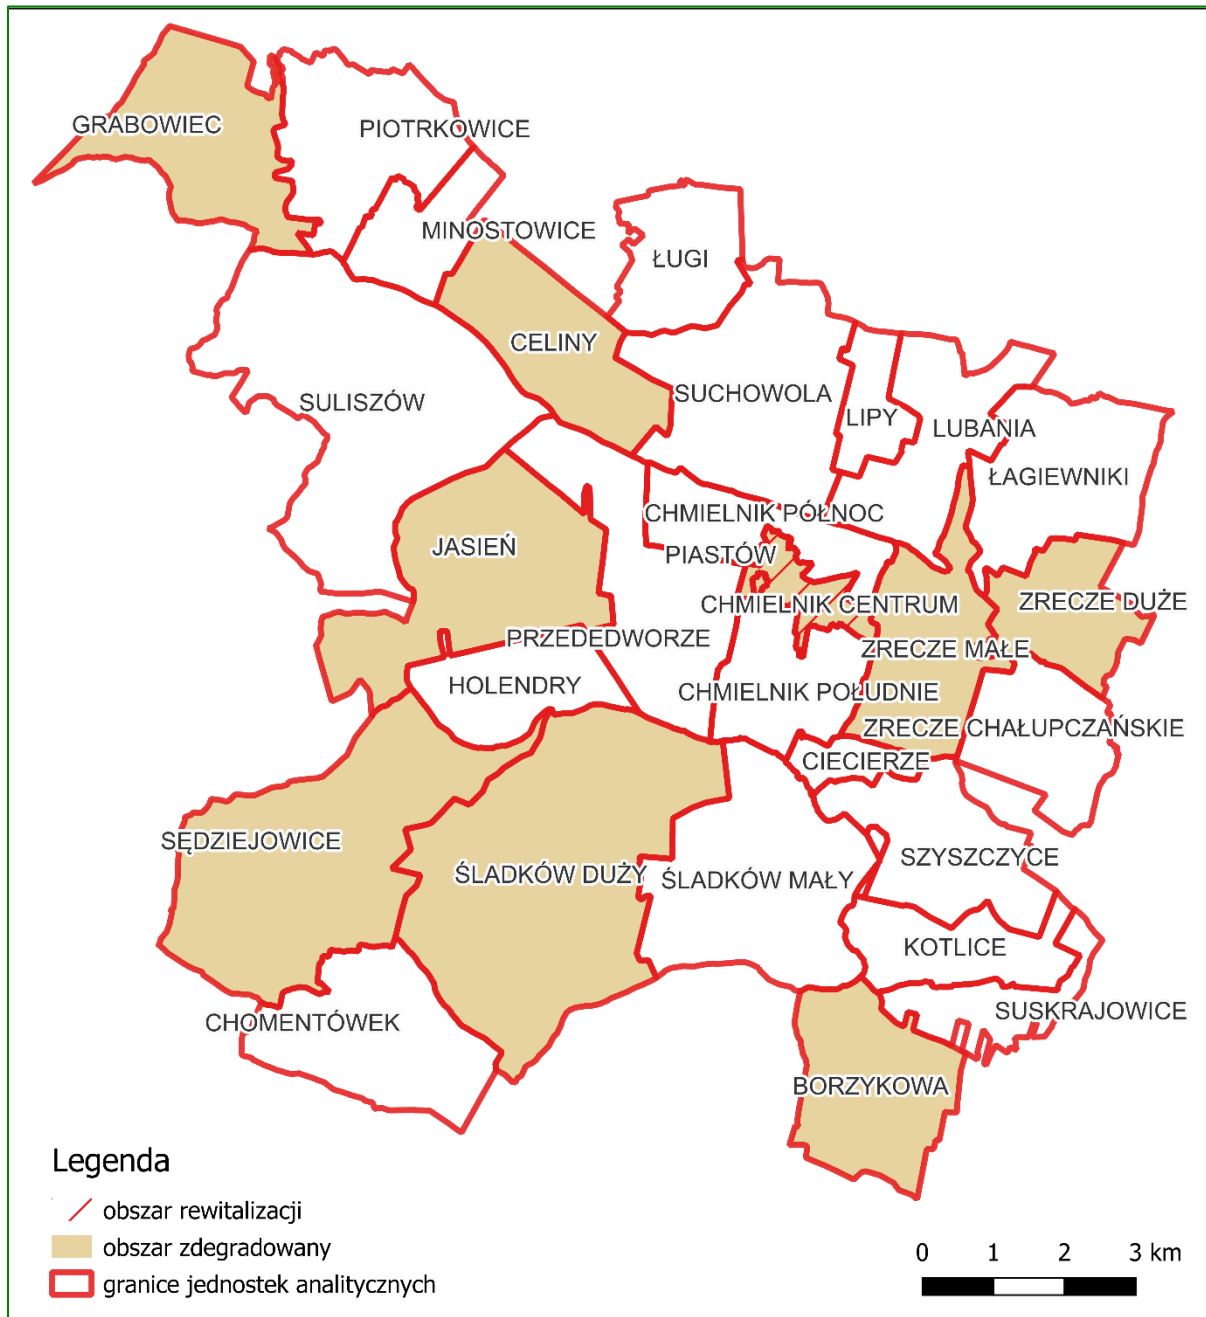 GRABOWIEC
PIOTRKOWICE
MINOSTOWICE
ŁUGI
CELINY
SUCHOWOLA
SULISZÓW
LIPY
LUBANIA
ŁAGIEWNIKI
CHMIELNIK PÓŁNOC
JASIEŃ
PIASTÓW
CHMIELNIK CENTRUM
ZRECZE DUŻE
PRZEDEDWORZE
ZRECZE MAŁE
HOLENDRY
CHMIELNIK POŁUDNIE
ZRECZE CHAŁUPCZAŃSKIE
CIECIERZE
SĘDZIEJOWICE
ŚLADKÓW DUŻY
ŚLADKÓW MAŁY
SZYSZCZYCE
KOTLICE
CHOMENTÓWEK
SUSKRAJOWICE
BORZYKOWA
Legenda
obszar rewitalizacji
obszar zdegradowany
granice jednostek analitycznych
0 1 2 3 km